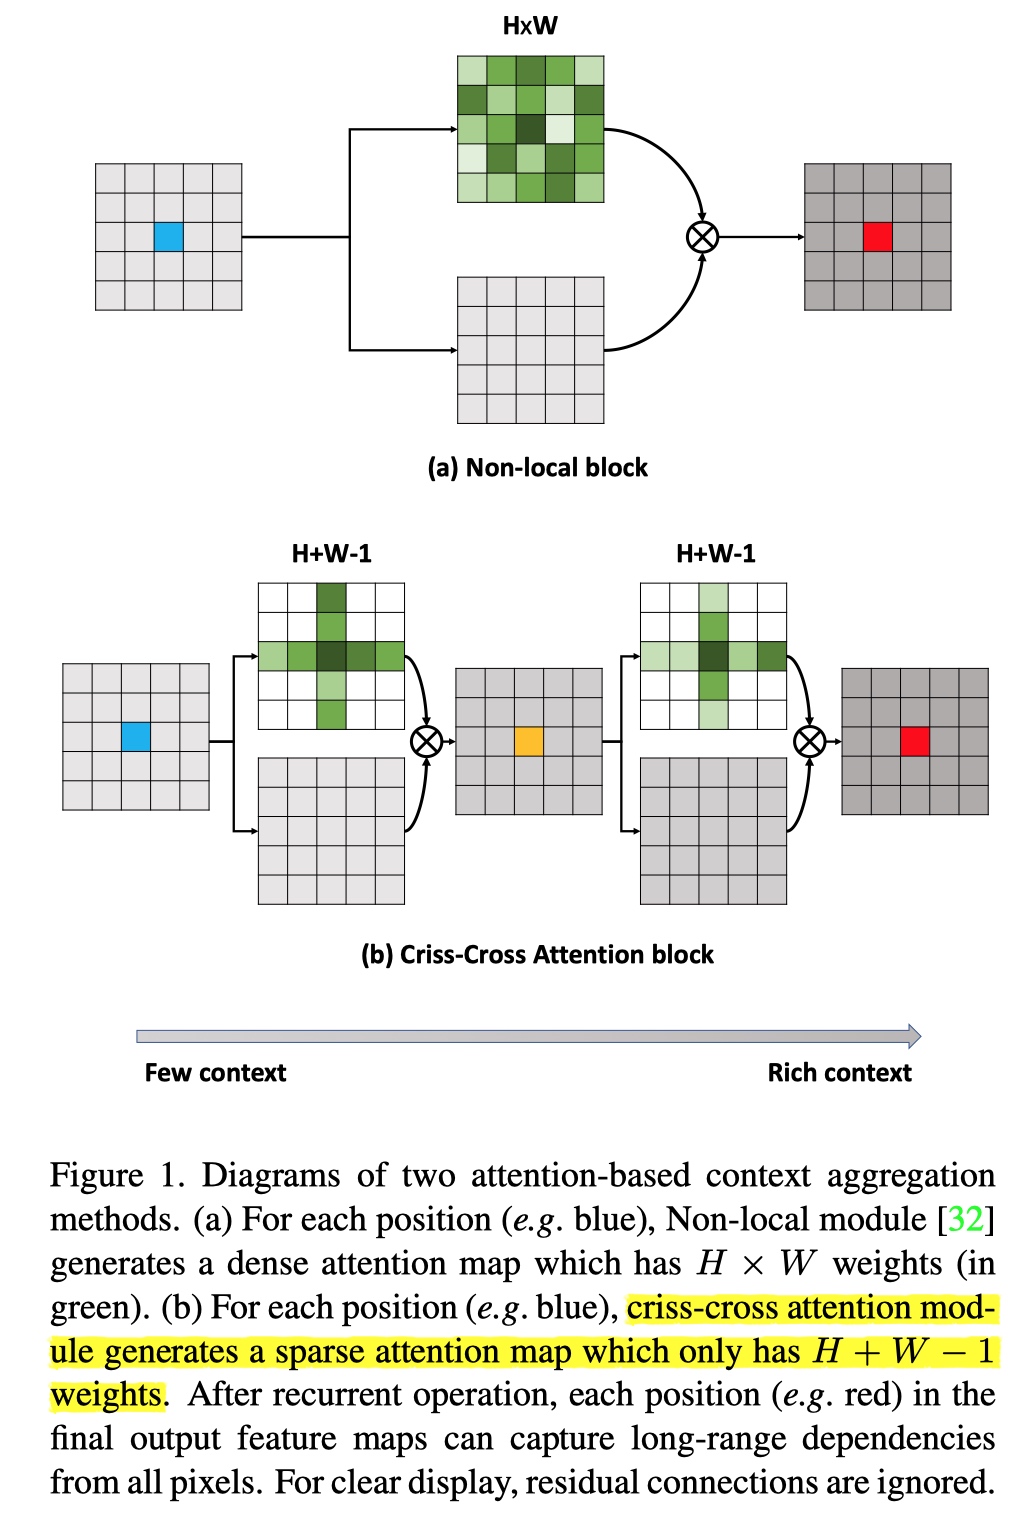 HxW
(a) Non-local block
H+W-1 H+W-1
(b) Criss-Cross Attention block
Few context Rich context
Figure 1. Diagrams of two attention-based context aggregation
methods. (a) For each position (e.g. blue), Non-local module [32]
generates a dense attention map which has H × W weights (in
green). (b) For each position (e.g. blue), criss-cross attention mod-
ule generates a sparse attention map which only has H + W − 1
weights. After recurrent operation, each position (e.g. red) in the
final output feature maps can capture long-range dependencies
from all pixels. For clear display, residual connections are ignored.